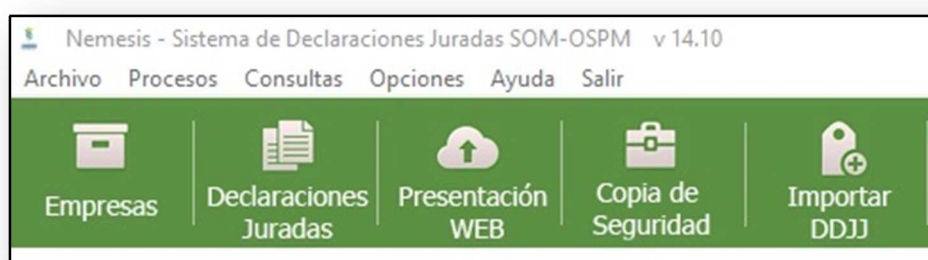 Nemesis - Sistema de Declaraciones Juradas SOM-OSPM v 14.10
Archivo Procesos Consultas Opciones Ayuda Salir
Empresas
Declaraciones
Juradas
Presentación
WEB
Copia de
Seguridad
Importar
DDJJ